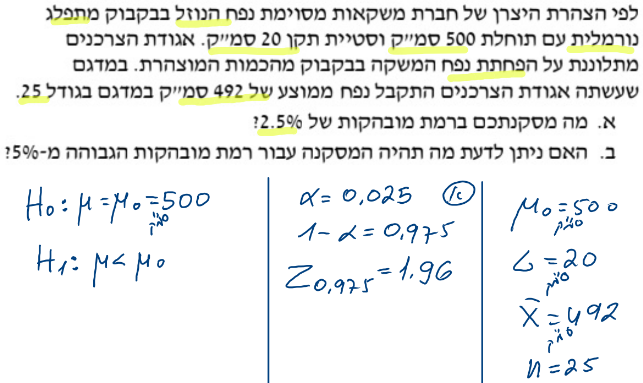 לפי הצהרת היצרן של חברת משקאות מסוימת נפח הנוזל בבקבוק מתפלג
נורמלית עם תוחלת 500 סמ״ק וסטיית תקן 20 סמ״ק. אגודת הצרכנים
מתלוננת על הפחתת נפח המשקה בבקבוק מהכמות המוצהרת. במדגם
שעשתה אגודת הצרכנים התקבל נפח ממוצע של 492 סמ״ק במדגם בגודל 25.
א. מה מסקנתכם ברמת מובהקות של 2.5%?
ב. האם ניתן לדעת מה תהיה המסקנה עבור רמת מובהקות הגבוהה מ-5%?
H₀: μ = μ₀ = 500 סמ״ק
H₁: μ < μ₀
α = 0.025 א
1 - α = 0.975
Z₀.₉₇₅ = 1.96
μ₀ = 500 סמ״ק
σ = 20 סמ״ק
X̄ = 492 סמ״ק
n = 25